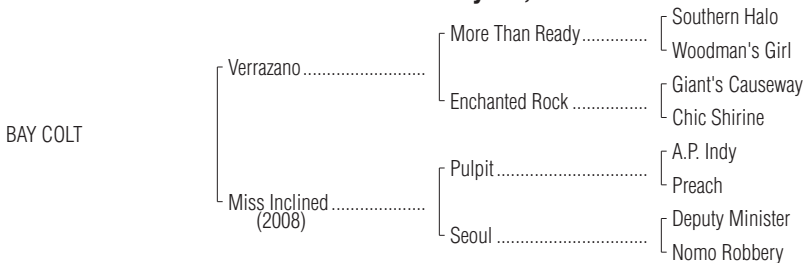 Southern Halo
More Than Ready..............
Woodman's Girl
Verrazano..........................
Giant's Causeway
Enchanted Rock ................
Chic Shirine
BAY COLT
A.P. Indy
Pulpit................................
Preach
Miss Inclined....................
(2008)
Deputy Minister
Seoul ................................
Nomo Robbery